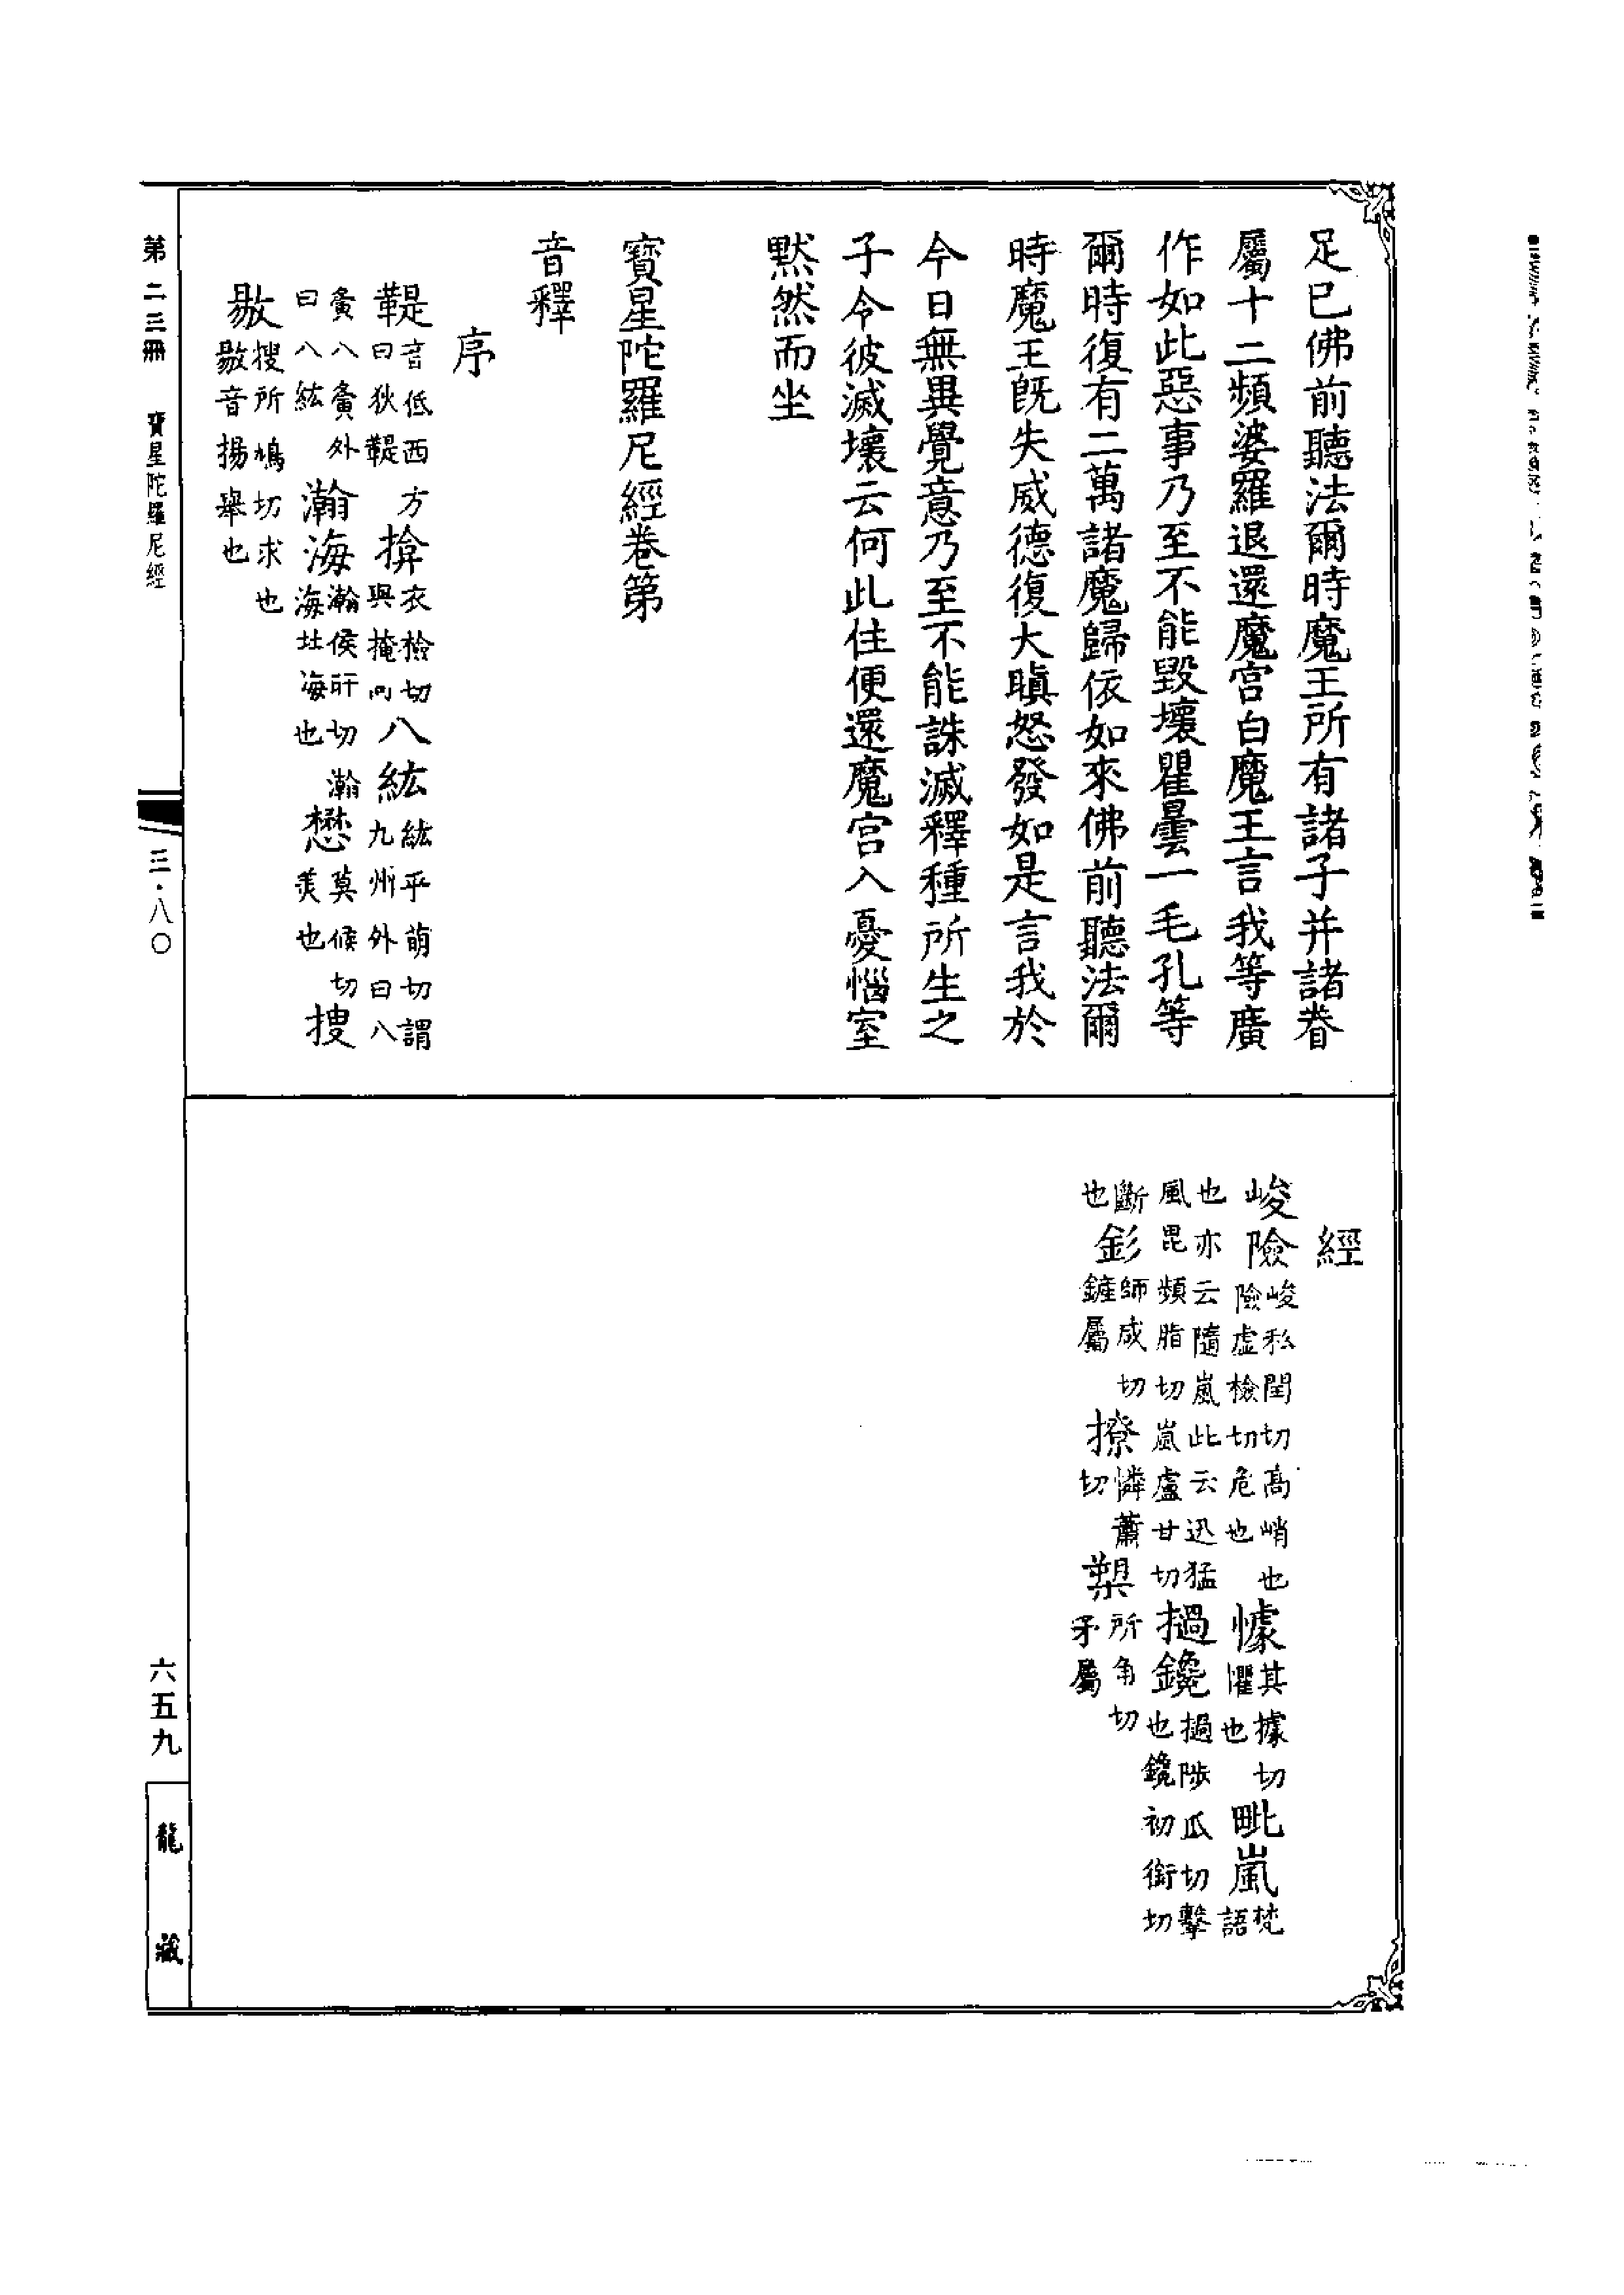 足已佛前聽法爾時魔王所有諸子并諸眷
屬十二頻婆羅退還魔宮白魔王言我等廣
作如此惡事乃至不能毀壞瞿曇一毛孔等
爾時復有二萬諸魔歸依如來佛前聽法爾
時魔王旣失威德復大瞋怒發如是言我於
今日無異覺意乃至不能誅滅釋種所生之
子令彼滅壞云何此住便還魔宮入憂惱室
默然而坐
寶星陀羅尼經卷第
音釋
序
鞮音低西方曰狄鞮揜衣檢切與掩同八紘紘乎萌切謂九州外曰八
夤八夤外曰八紘瀚海瀚侯旰切瀚海北海也懋莫候切美也搜
敭搜所鳩切求也敭音揚舉也
經
峻險峻私閏切高峭也險虛檢切危也懅其據切懼也毗嵐梵語
也亦云隨嵐此云迅猛風毘頻脂切嵐盧甘切撾鑱撾陟瓜切擊也鑱初銜切
斷也釤師咸切鏟屬撩憐蕭切槊所角切矛屬
第二三冊 寶星陀羅尼經
三·八〇
六五九
龍藏